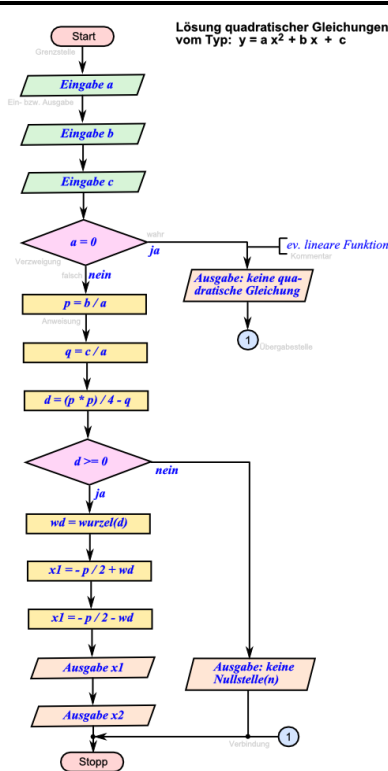 Lösung quadratischer Gleichungen
vom Typ: y = a x² + b x + c
Start
Grenzstelle
Eingabe a
Ein- bzw. Ausgabe
Eingabe b
Eingabe c
a = 0
wahr
ja
Verzweigung
falsch
nein
ev. lineare Funktion
Kommentar
Ausgabe: keine qua-
dratische Gleichung
1
Übergabestelle
p = b / a
Anweisung
q = c / a
d = (p * p) / 4 - q
d >= 0
nein
ja
wd = wurzel(d)
x1 = - p / 2 + wd
x1 = - p / 2 - wd
Ausgabe x1
Ausgabe: keine
Nullstelle(n)
Ausgabe x2
1
Verbindung
Stopp